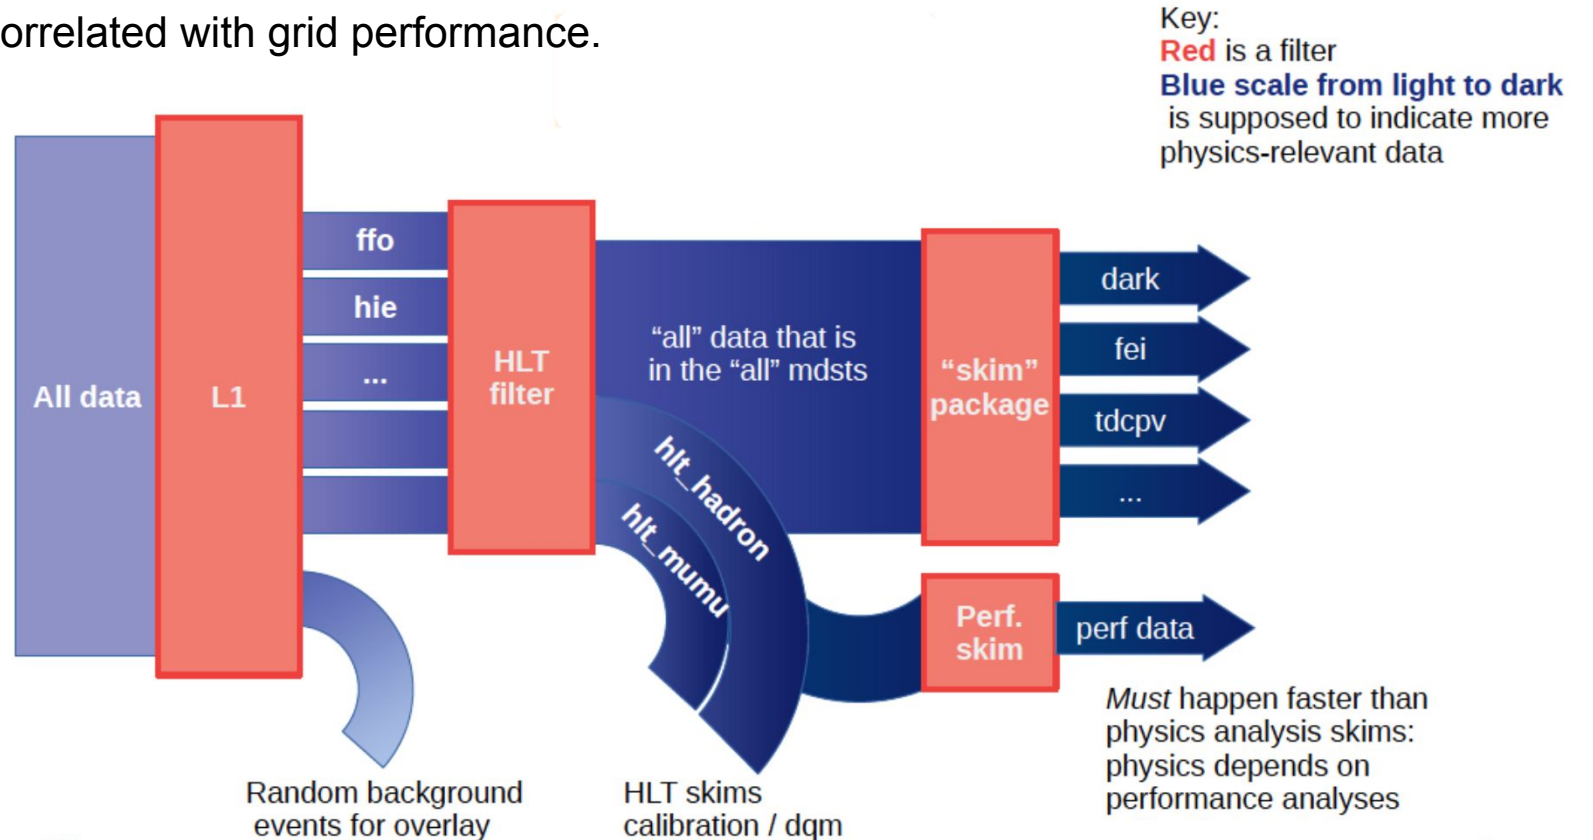 orrelated with grid performance.
Key:
Red is a filter
Blue scale from light to dark
is supposed to indicate more
physics-relevant data
All data
L1
ffo
hie
...
HLT
filter
“all” data that is
in the “all” mdsts
hlt_hadron
hlt_mumu
“skim”
package
dark
fei
tdcpv
...
Perf.
skim
perf data
Must happen faster than
physics analysis skims:
physics depends on
performance analyses
Random background
events for overlay
HLT skims
calibration / dqm